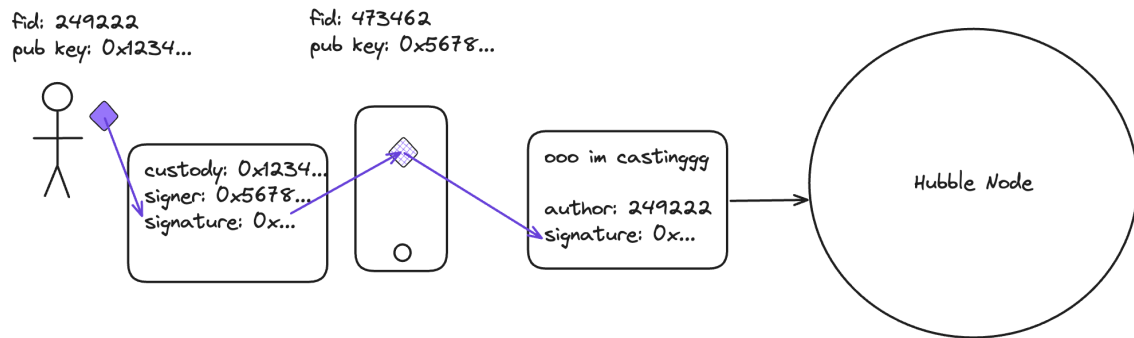 fid: 249222
pub key: 0x1234...
fid: 473462
pub key: 0x5678...
custody: 0x1234...
signer: 0x5678...
signature: 0x...
ooo im castinggg
author: 249222
signature: 0x...
Hubble Node